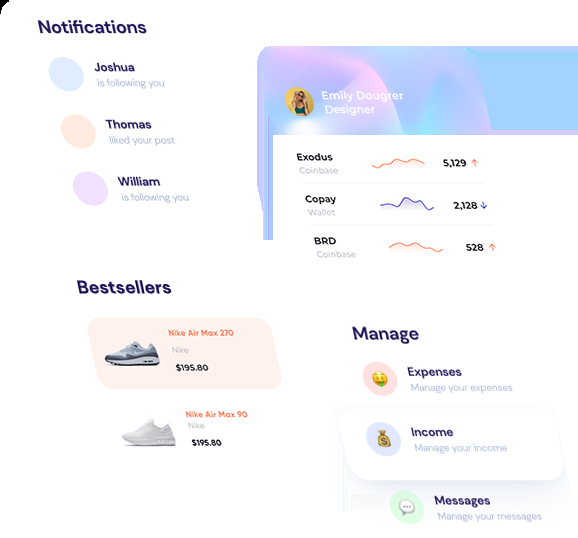 Notifications
Joshua
is following you
Thomas
liked your post
William
is following you
Emily Dougrer
Designer
Exodus
Coinbase
5,129
Copay
Wallet
2,128
BRD
Coinbase
528
Bestsellers
Nike Air Max 270
Nike
$195.80
Nike Air Max 90
Nike
$195.80
Manage
Expenses
Manage your expenses
Income
Manage your income
Messages
Manage your messages